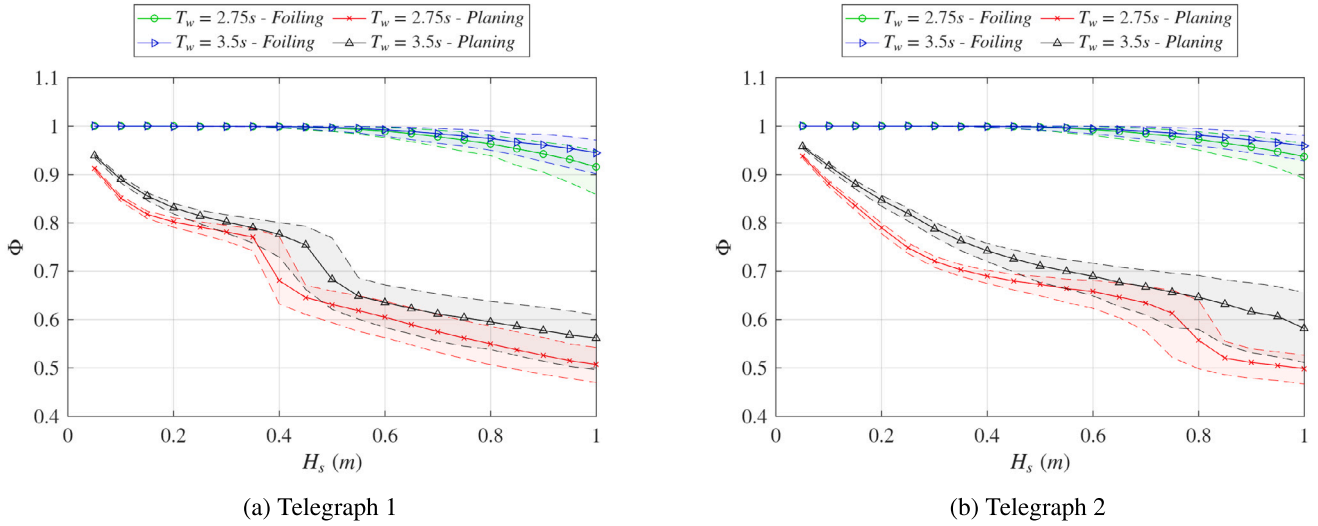 T_w = 2.75s - Foiling T_w = 2.75s - Planing
T_w = 3.5s - Foiling T_w = 3.5s - Planing
1.1
1
0.9
0.8
0.7
0.6
0.5
0.4
Φ
0 0.2 0.4 0.6 0.8 1
H_s (m)
(a) Telegraph 1
T_w = 2.75s - Foiling T_w = 2.75s - Planing
T_w = 3.5s - Foiling T_w = 3.5s - Planing
1.1
1
0.9
0.8
0.7
0.6
0.5
0.4
Φ
0 0.2 0.4 0.6 0.8 1
H_s (m)
(b) Telegraph 2